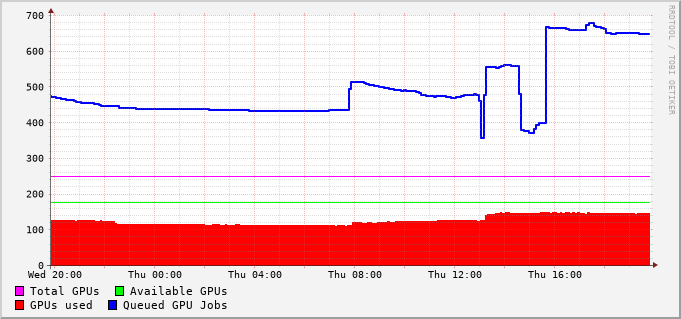 700
600
500
400
300
200
100
0
Wed 20:00 Thu 00:00 Thu 04:00 Thu 08:00 Thu 12:00 Thu 16:00
Total GPUs Available GPUs
GPUs used Queued GPU Jobs
RRDTOOL / TOBI OETIKER